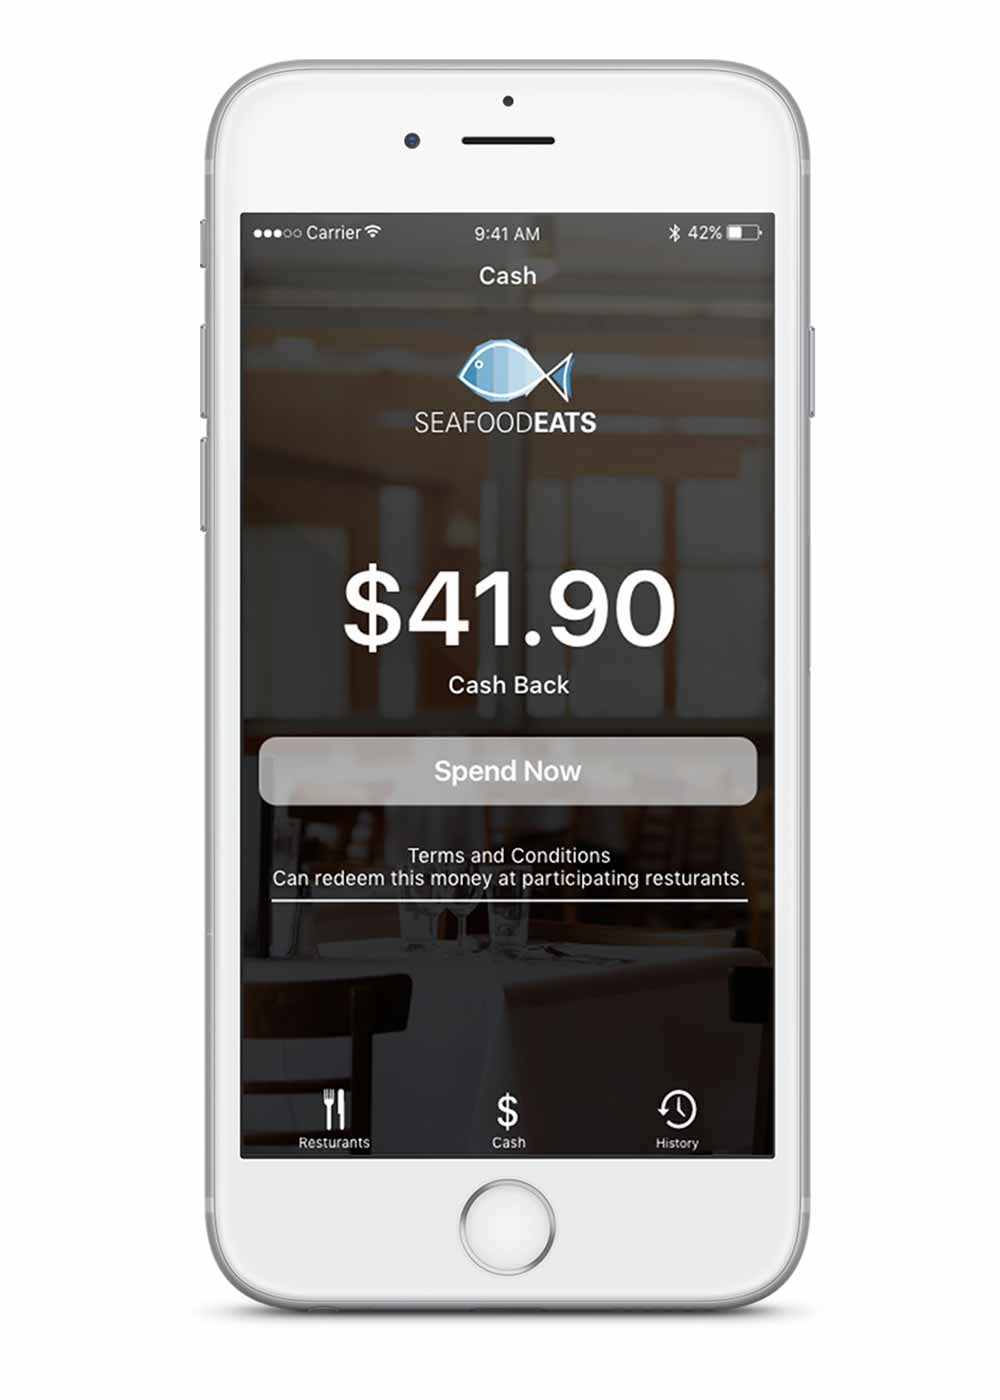 Carrier 9:41 AM 42%
Cash
SEAFOODEATS
$41.90
Cash Back
Spend Now
Terms and Conditions
Can redeem this money at participating resturants.
Resturants $ Cash History